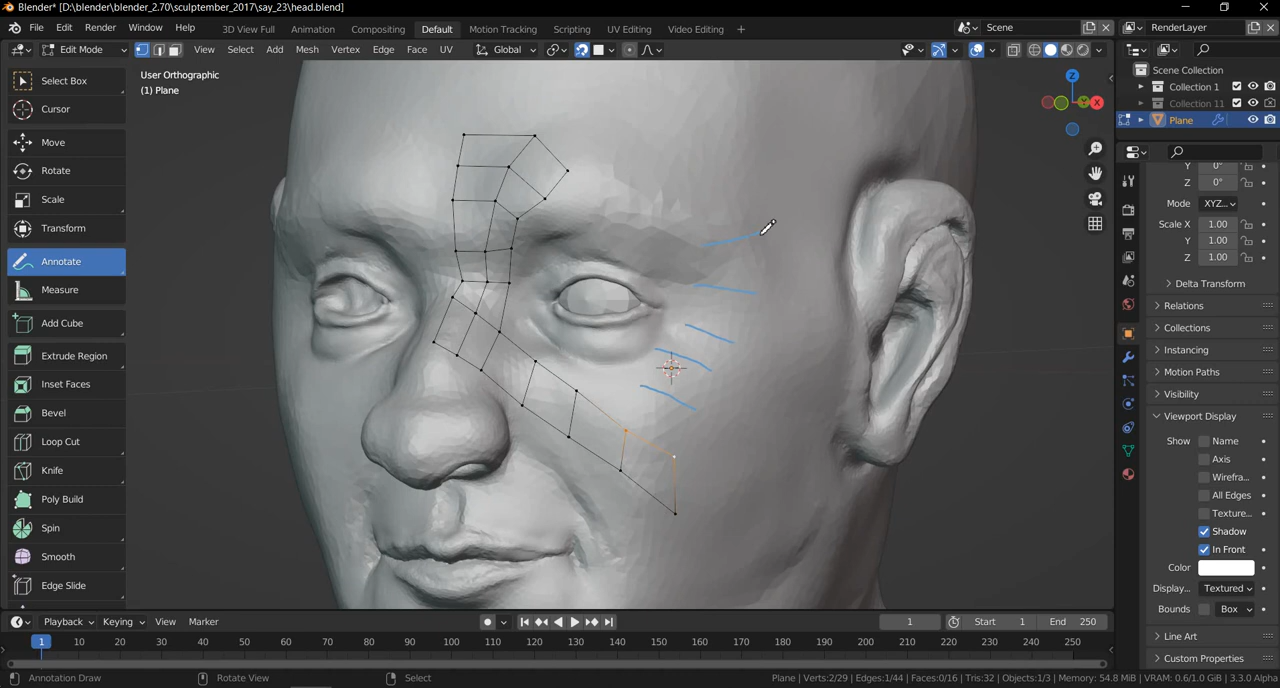 Blender* [D:\blender\blender_2.70\sculptember_2017\say_23\head.blend]
File Edit Render Window Help 3D View Full Animation Compositing Default Motion Tracking Scripting UV Editing Video Editing + Scene RenderLayer
Edit Mode View Select Add Mesh Vertex Edge Face UV Global
User Orthographic
(1) Plane
Select Box
Cursor
Move
Rotate
Scale
Transform
Annotate
Measure
Add Cube
Extrude Region
Inset Faces
Bevel
Loop Cut
Knife
Poly Build
Spin
Smooth
Edge Slide
Z
Y
X
Scene Collection
Collection 1
Collection 11
Plane
Y 0°
Z 0°
Mode XYZ...
Scale X 1.00
Y 1.00
Z 1.00
Delta Transform
Relations
Collections
Instancing
Motion Paths
Visibility
Viewport Display
Show Name
Axis
Wirefra...
All Edges
Texture...
Shadow
In Front
Color
Display... Textured
Bounds Box
Line Art
Custom Properties
Playback Keying View Marker 1 Start 1 End 250
1 10 20 30 40 50 60 70 80 90 100 110 120 130 140 150 160 170 180 190 200 210 220 230 240 250
Annotation Draw Rotate View Select Plane | Verts:2/29 | Edges:1/44 | Faces:0/16 | Tris:32 | Objects:1/3 | Memory: 54.8 MiB | VRAM: 0.6/1.0 GiB | 3.3.0 Alpha